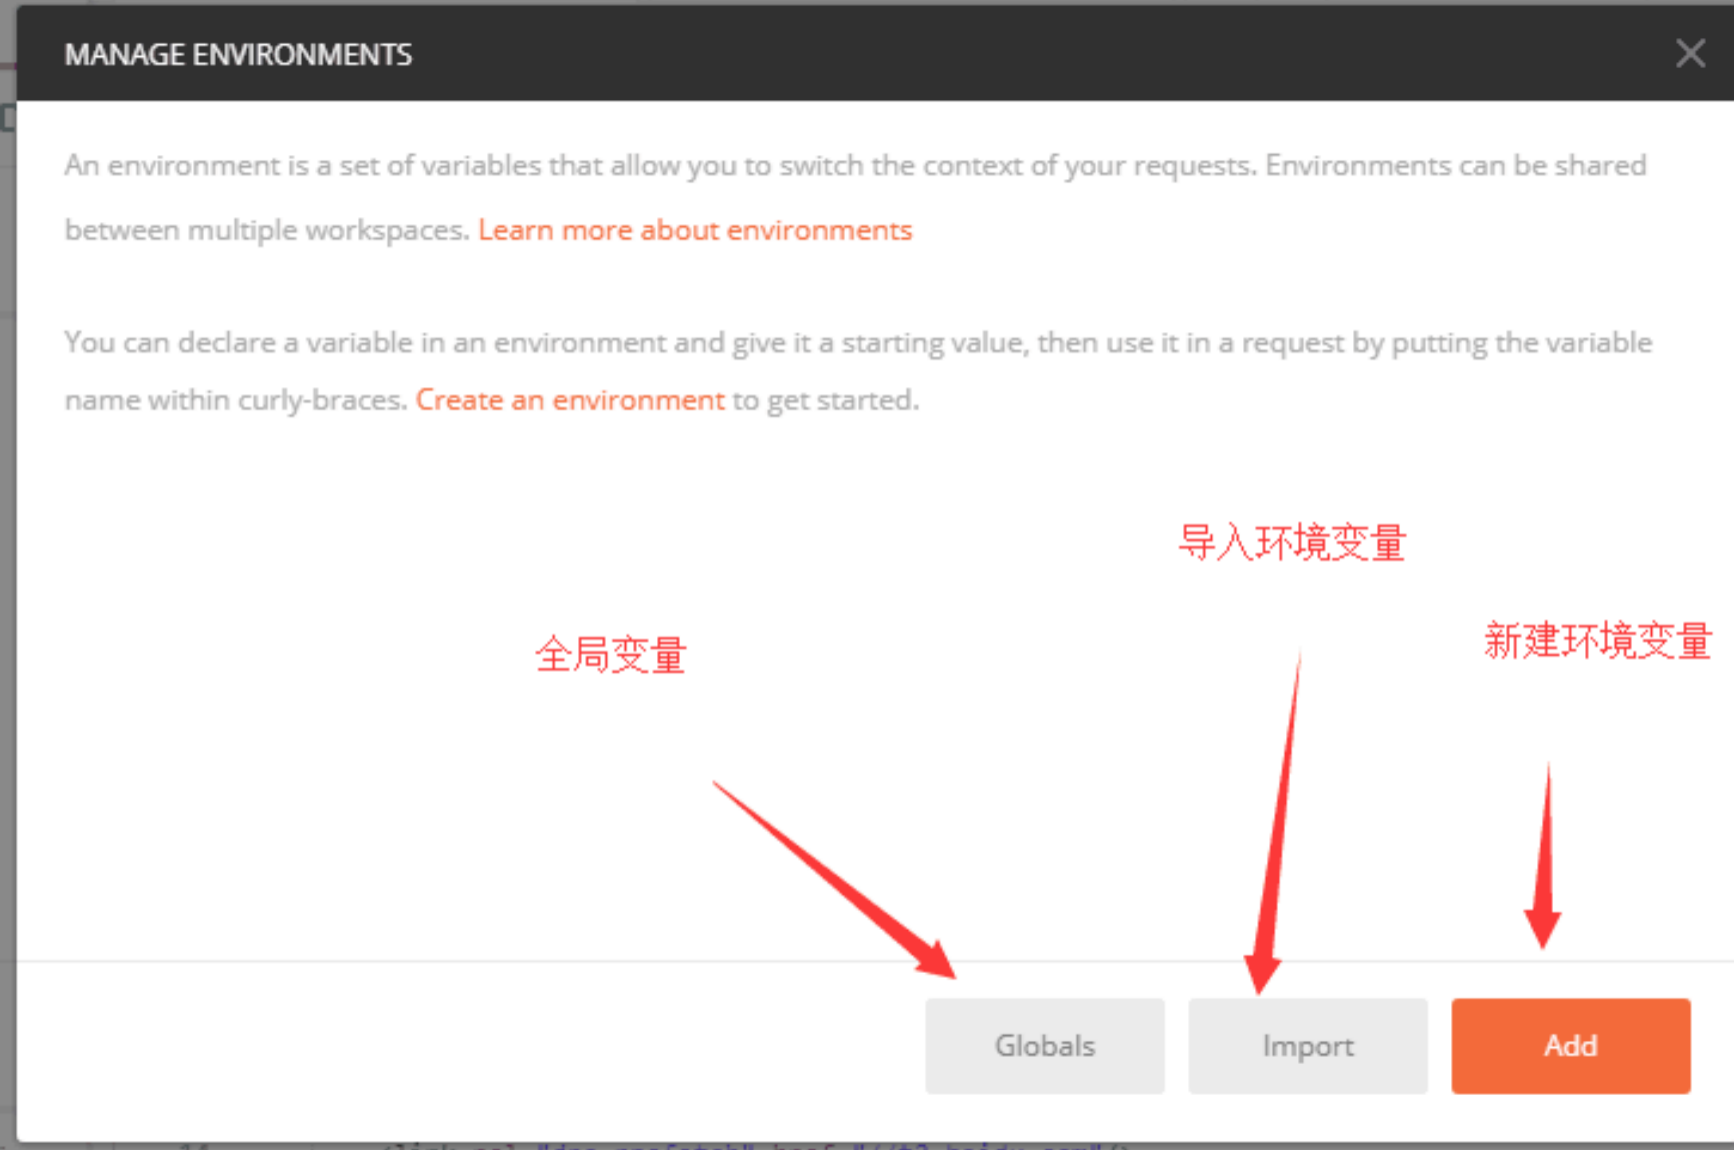 MANAGE ENVIRONMENTS
An environment is a set of variables that allow you to switch the context of your requests. Environments can be shared
between multiple workspaces. Learn more about environments
You can declare a variable in an environment and give it a starting value, then use it in a request by putting the variable
name within curly-braces. Create an environment to get started.
导入环境变量
新建环境变量
全局变量
Globals
Import
Add